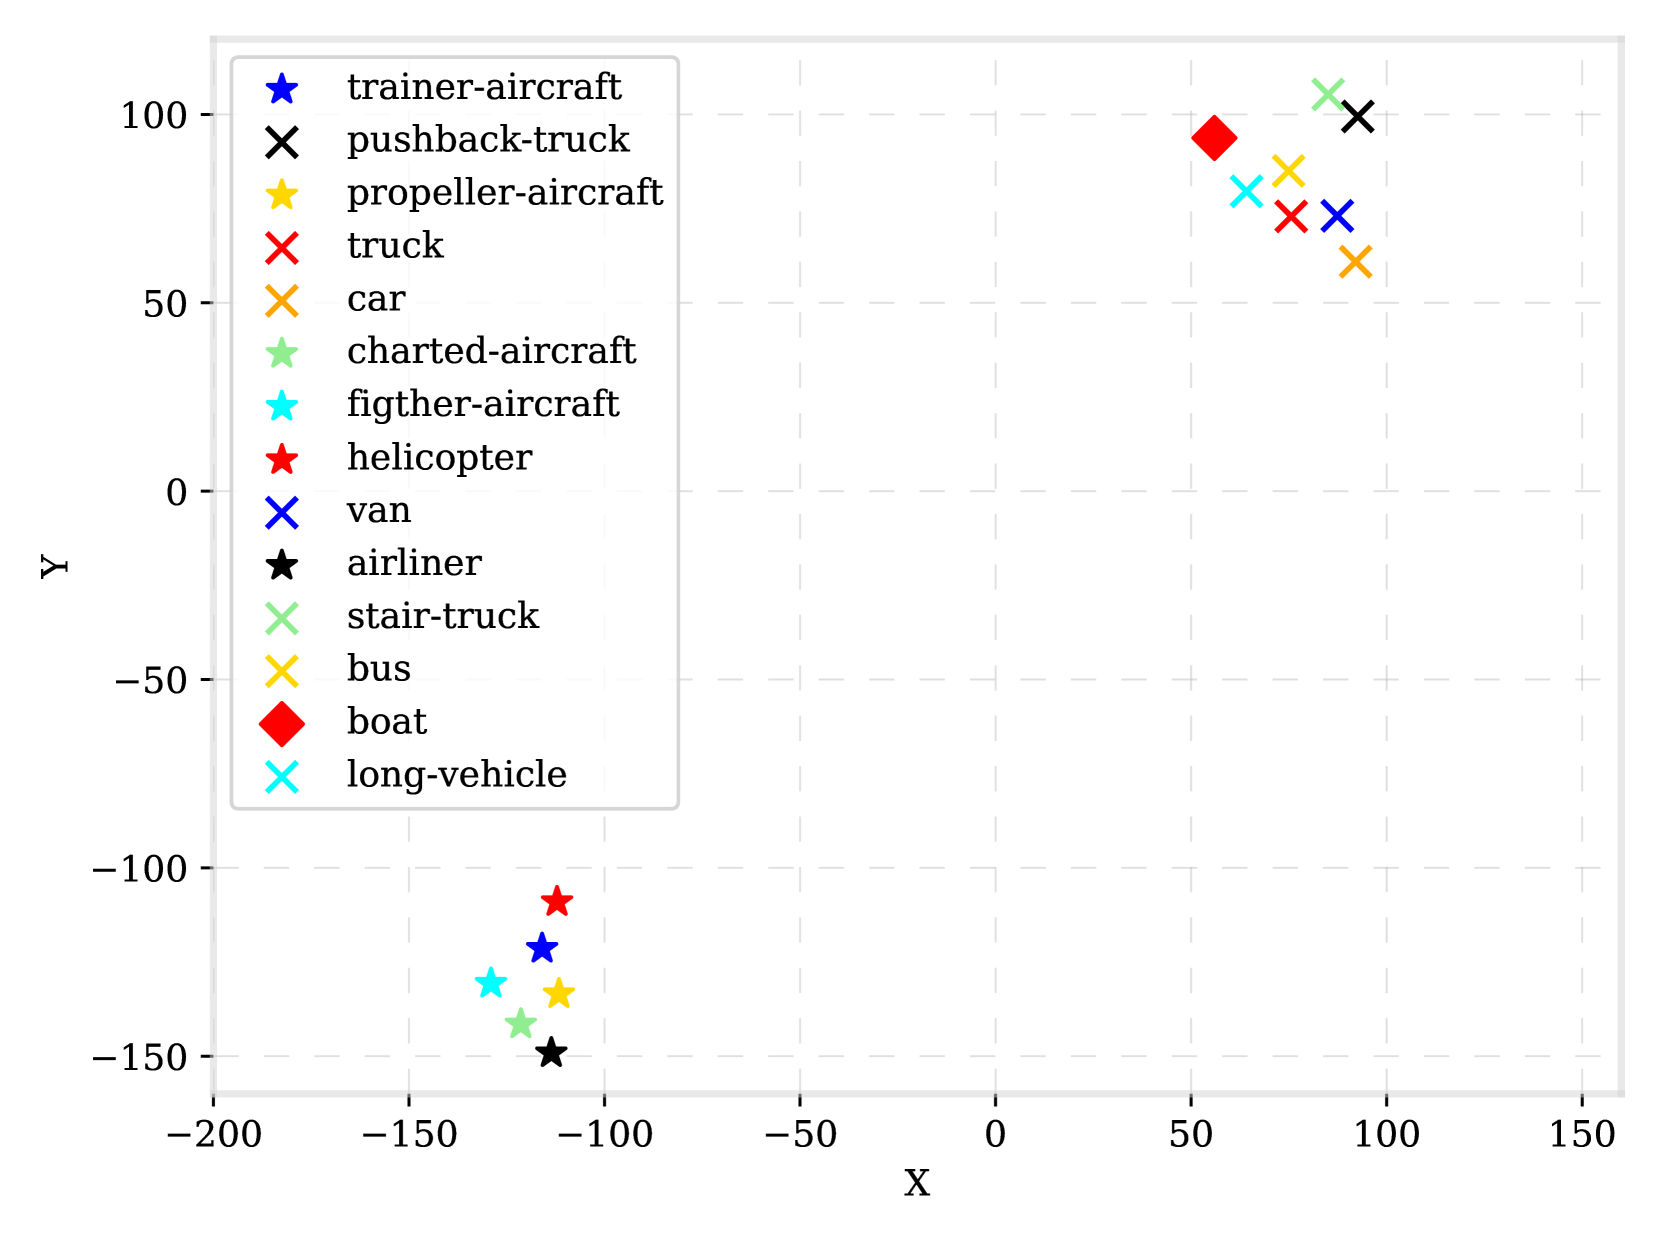 trainer-aircraft
pushback-truck
propeller-aircraft
truck
car
charted-aircraft
figther-aircraft
helicopter
van
airliner
stair-truck
bus
boat
long-vehicle
100
50
0
−50
−100
−150
Y
−200 −150 −100 −50 0 50 100 150
X